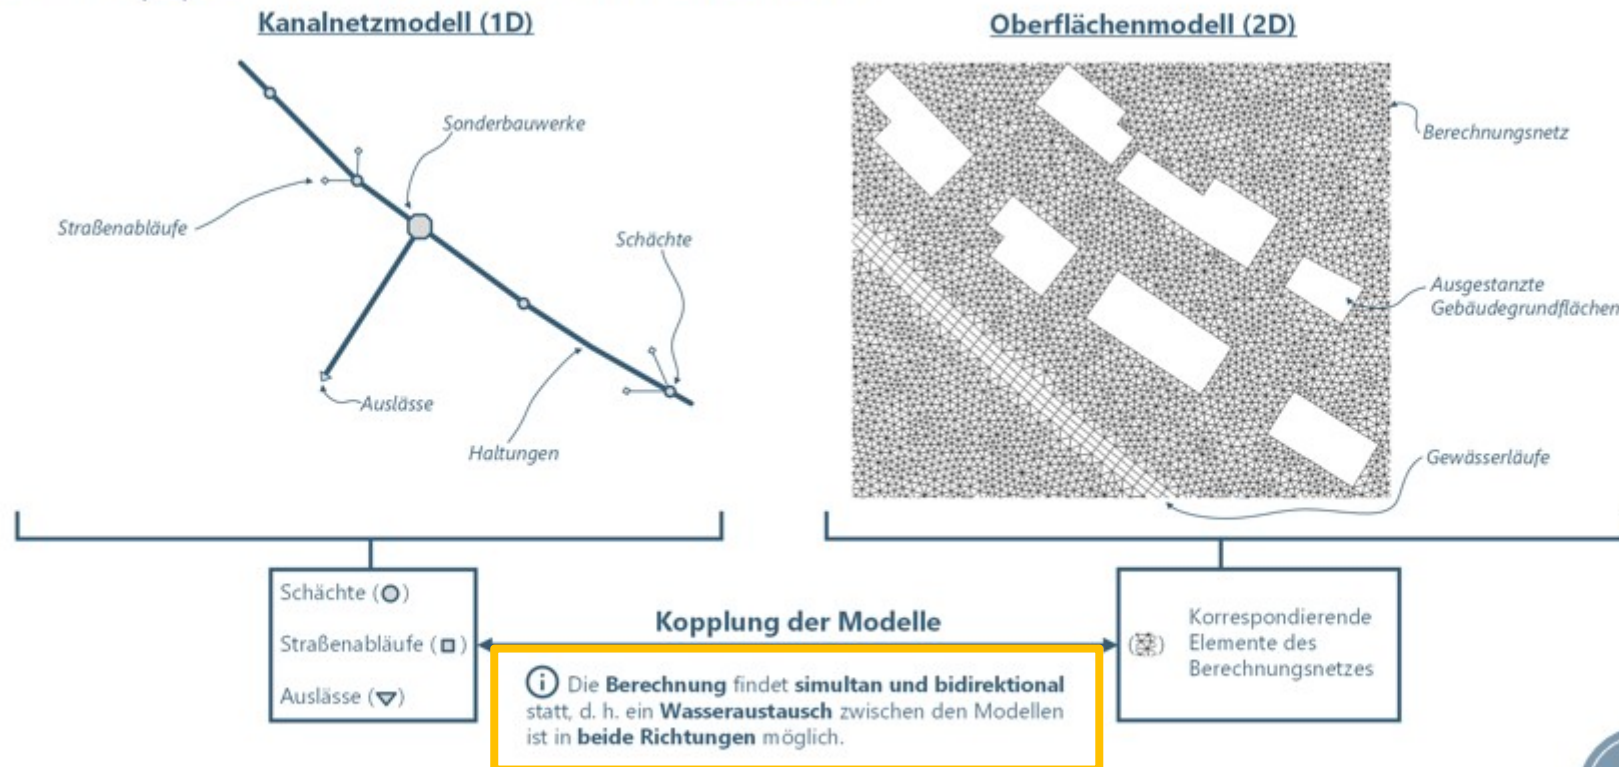 Kanalnetzmodell (1D)
Oberflächenmodell (2D)
Sonderbauwerke
Berechnungsnetz
Straßenabläufe
Schächte
Ausgestanzte
Gebäudegrundflächen
Auslässe
Haltungen
Gewässerläufe
Schächte ( )
Straßenabläufe ( )
Auslässe ( )
Kopplung der Modelle
Korrespondierende
Elemente des
Berechnungsnetzes
i Die Berechnung findet simultan und bidirektional
statt, d. h. ein Wasseraustausch zwischen den Modellen
ist in beide Richtungen möglich.